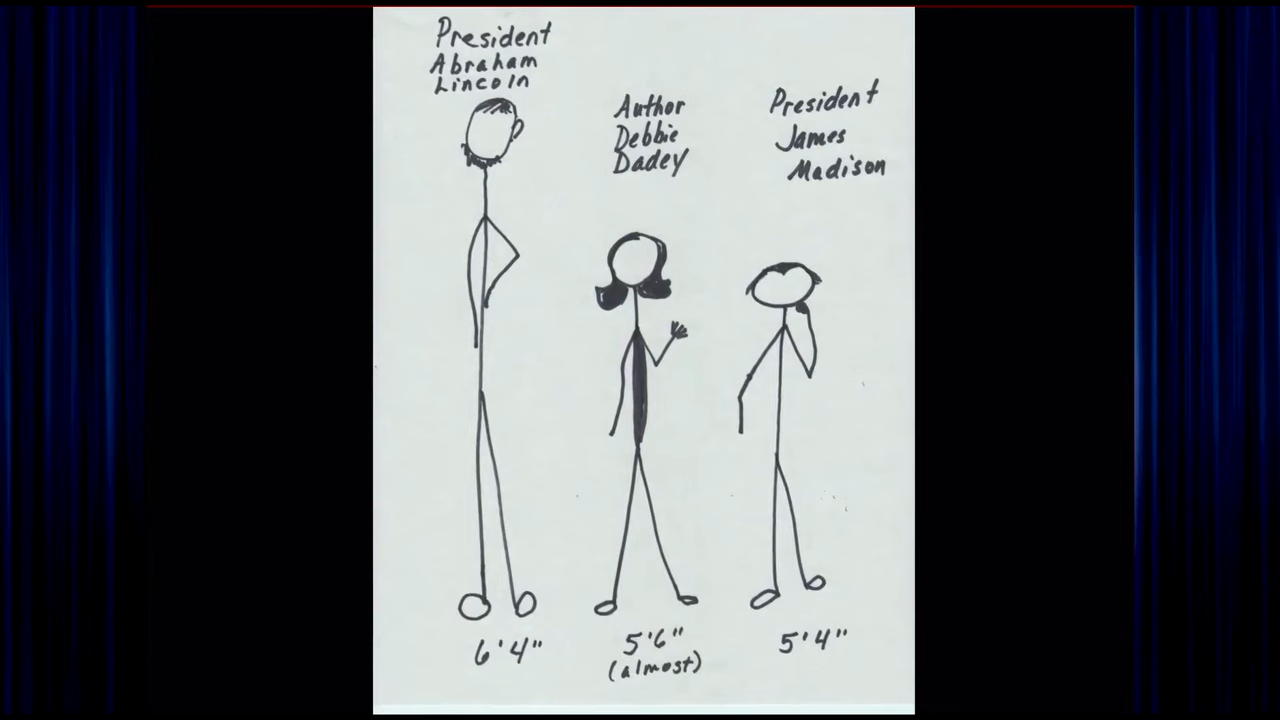 President
Abraham
Lincoln
Author
Debbie
Dadey
President
James
Madison
6'4"
5'6"
(almost)
5'4"